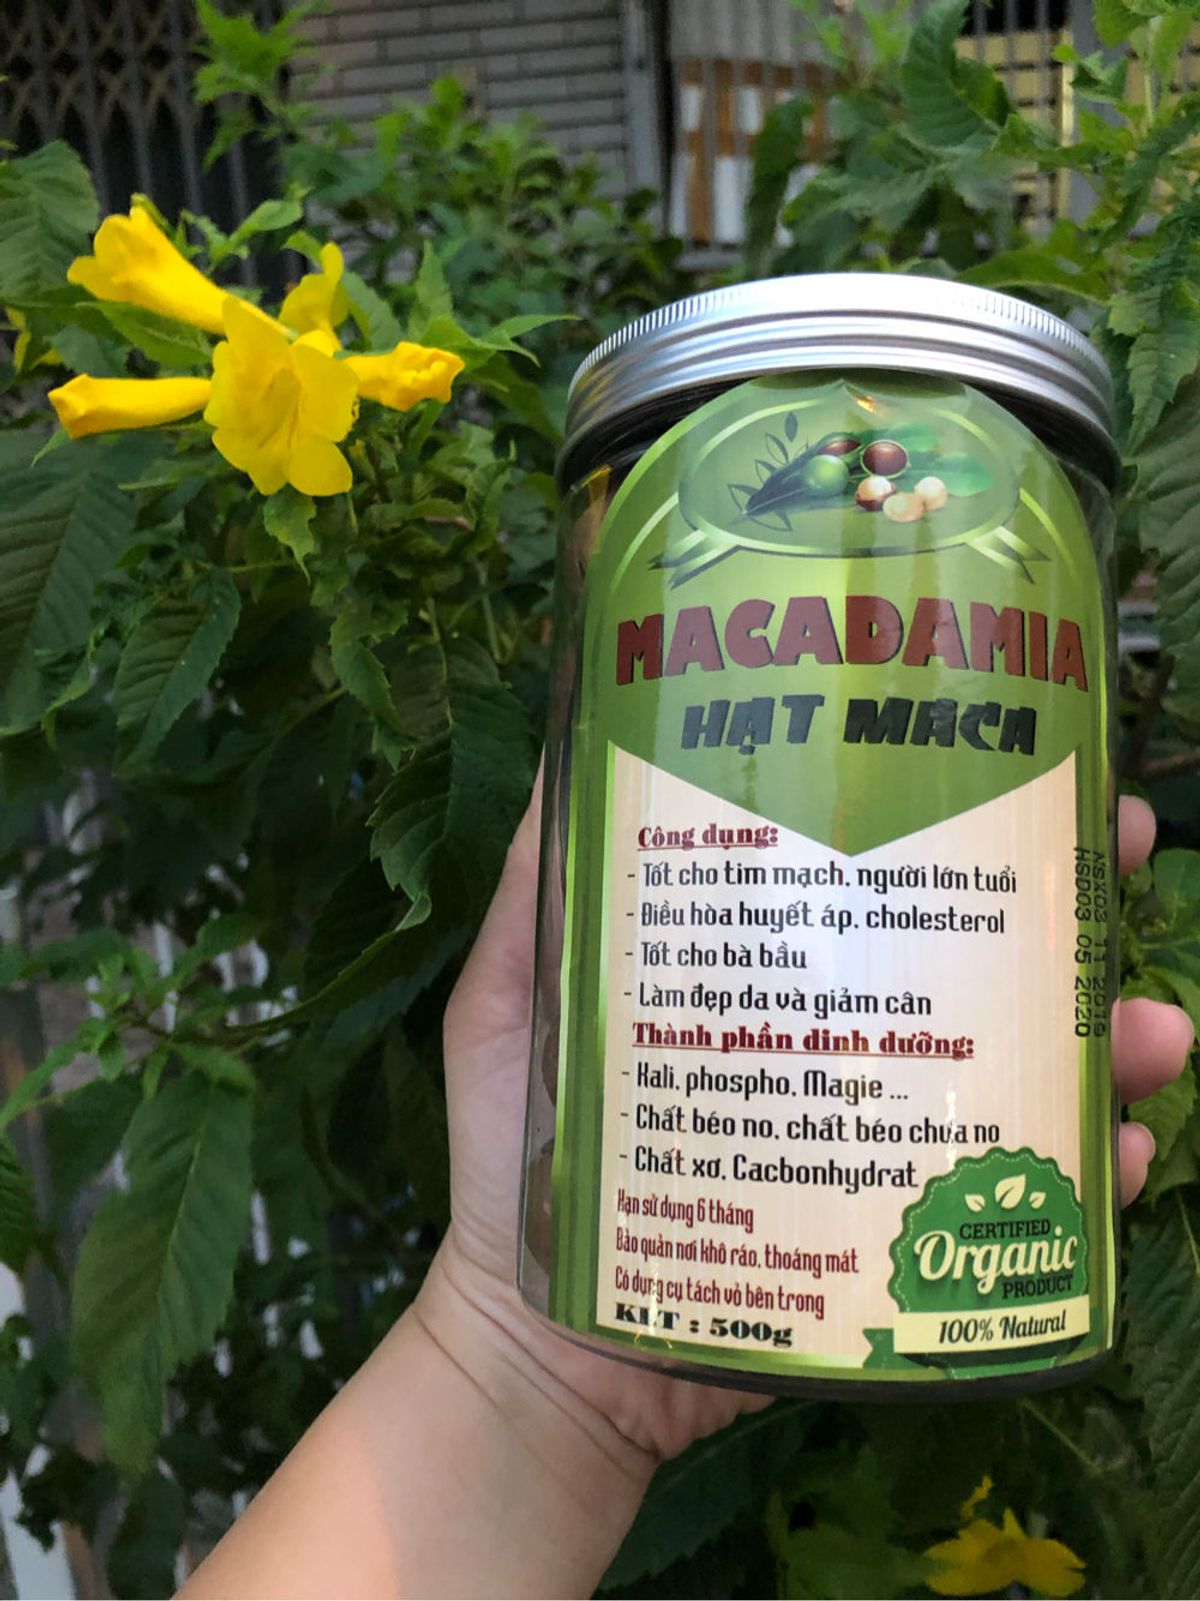 MACADAMIA
HẠT MACA
Công dụng:
- Tốt cho tim mạch, người lớn tuổi
- Điều hòa huyết áp, cholesterol
- Tốt cho bà bầu
- Làm đẹp da và giảm cân
Thành phần dinh dưỡng:
- Kali, phospho, Magie ...
- Chất béo no, chất béo chưa no
- Chất xơ, Cacbonhydrat
Hạn sử dụng 6 tháng
Bảo quản nơi khô ráo, thoáng mát
Có dụng cụ tách vỏ bên trong
KLT : 500g
CERTIFIED
Organic
PRODUCT
100% Natural
NSX03 11 2019
HSD03 05 2020